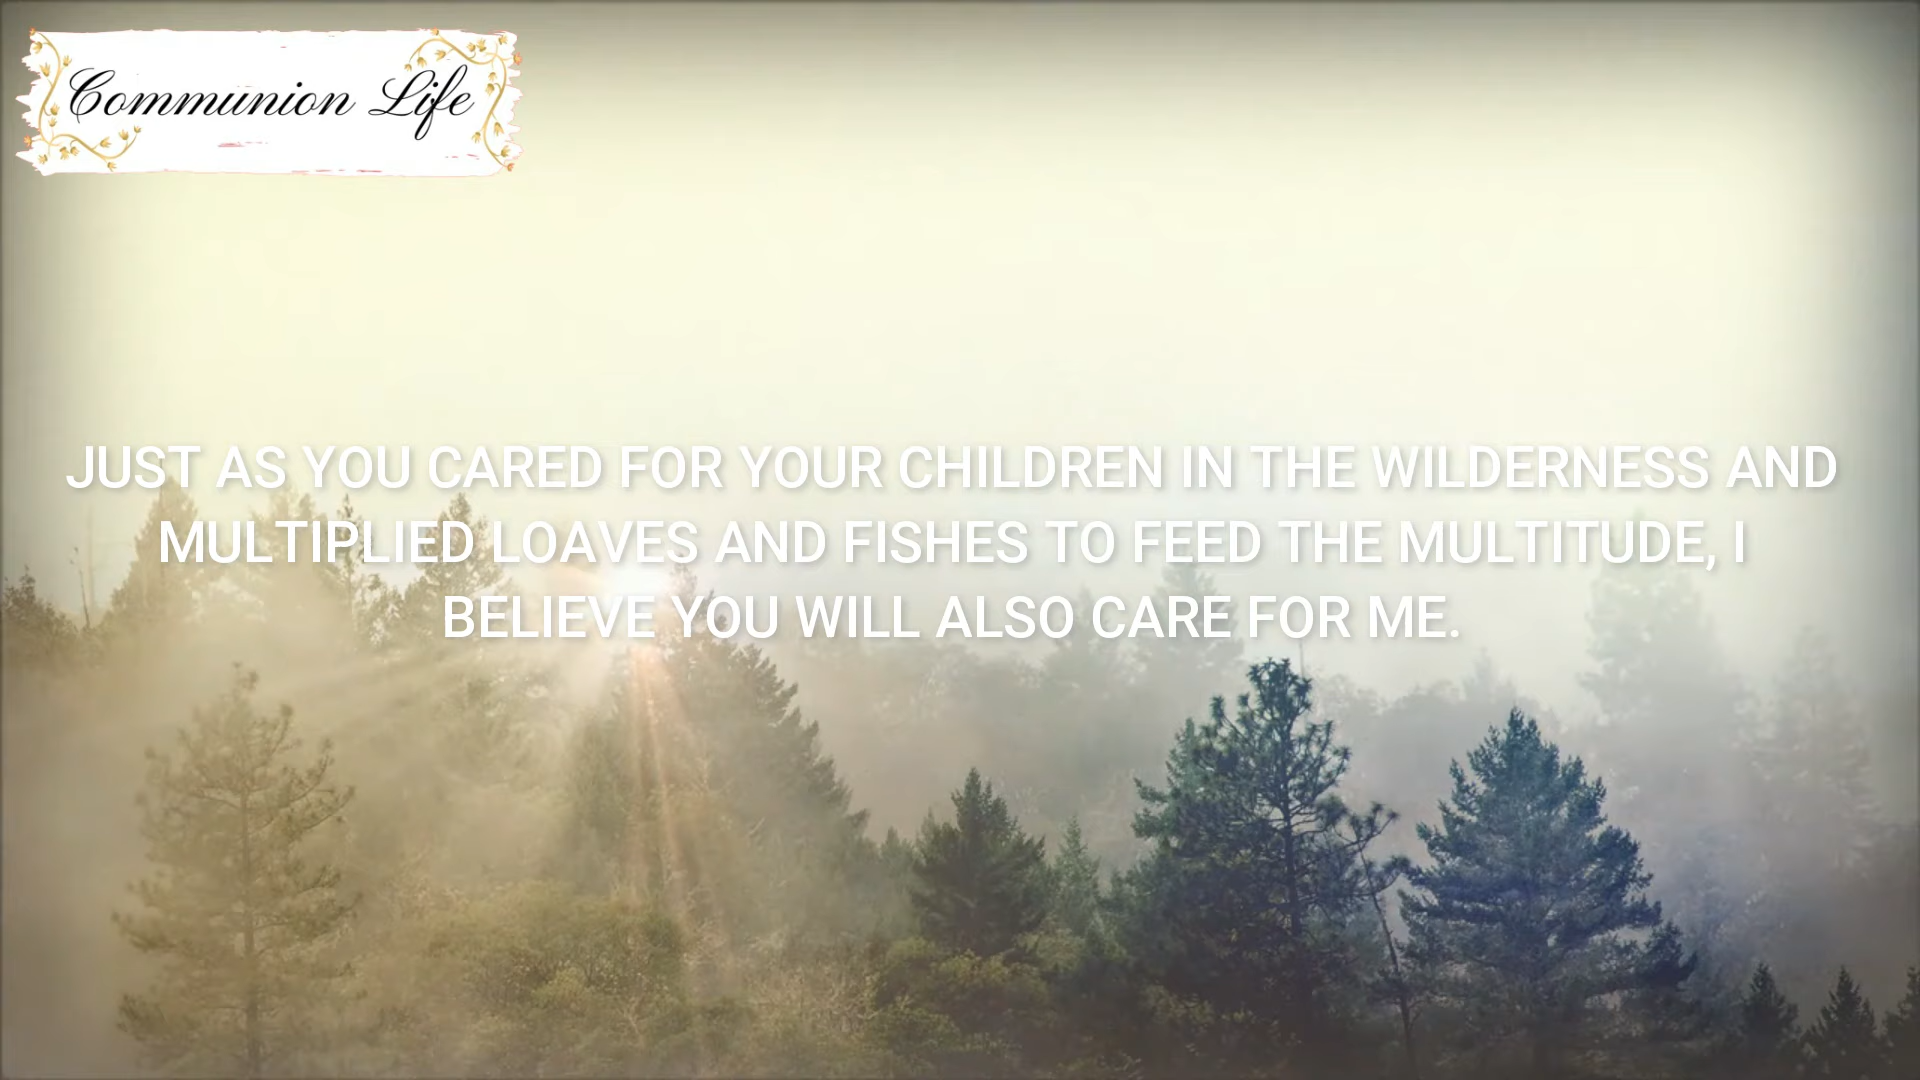 Communion Life
JUST AS YOU CARED FOR YOUR CHILDREN IN THE WILDERNESS AND
MULTIPLIED LOAVES AND FISHES TO FEED THE MULTITUDE, I
BELIEVE YOU WILL ALSO CARE FOR ME.